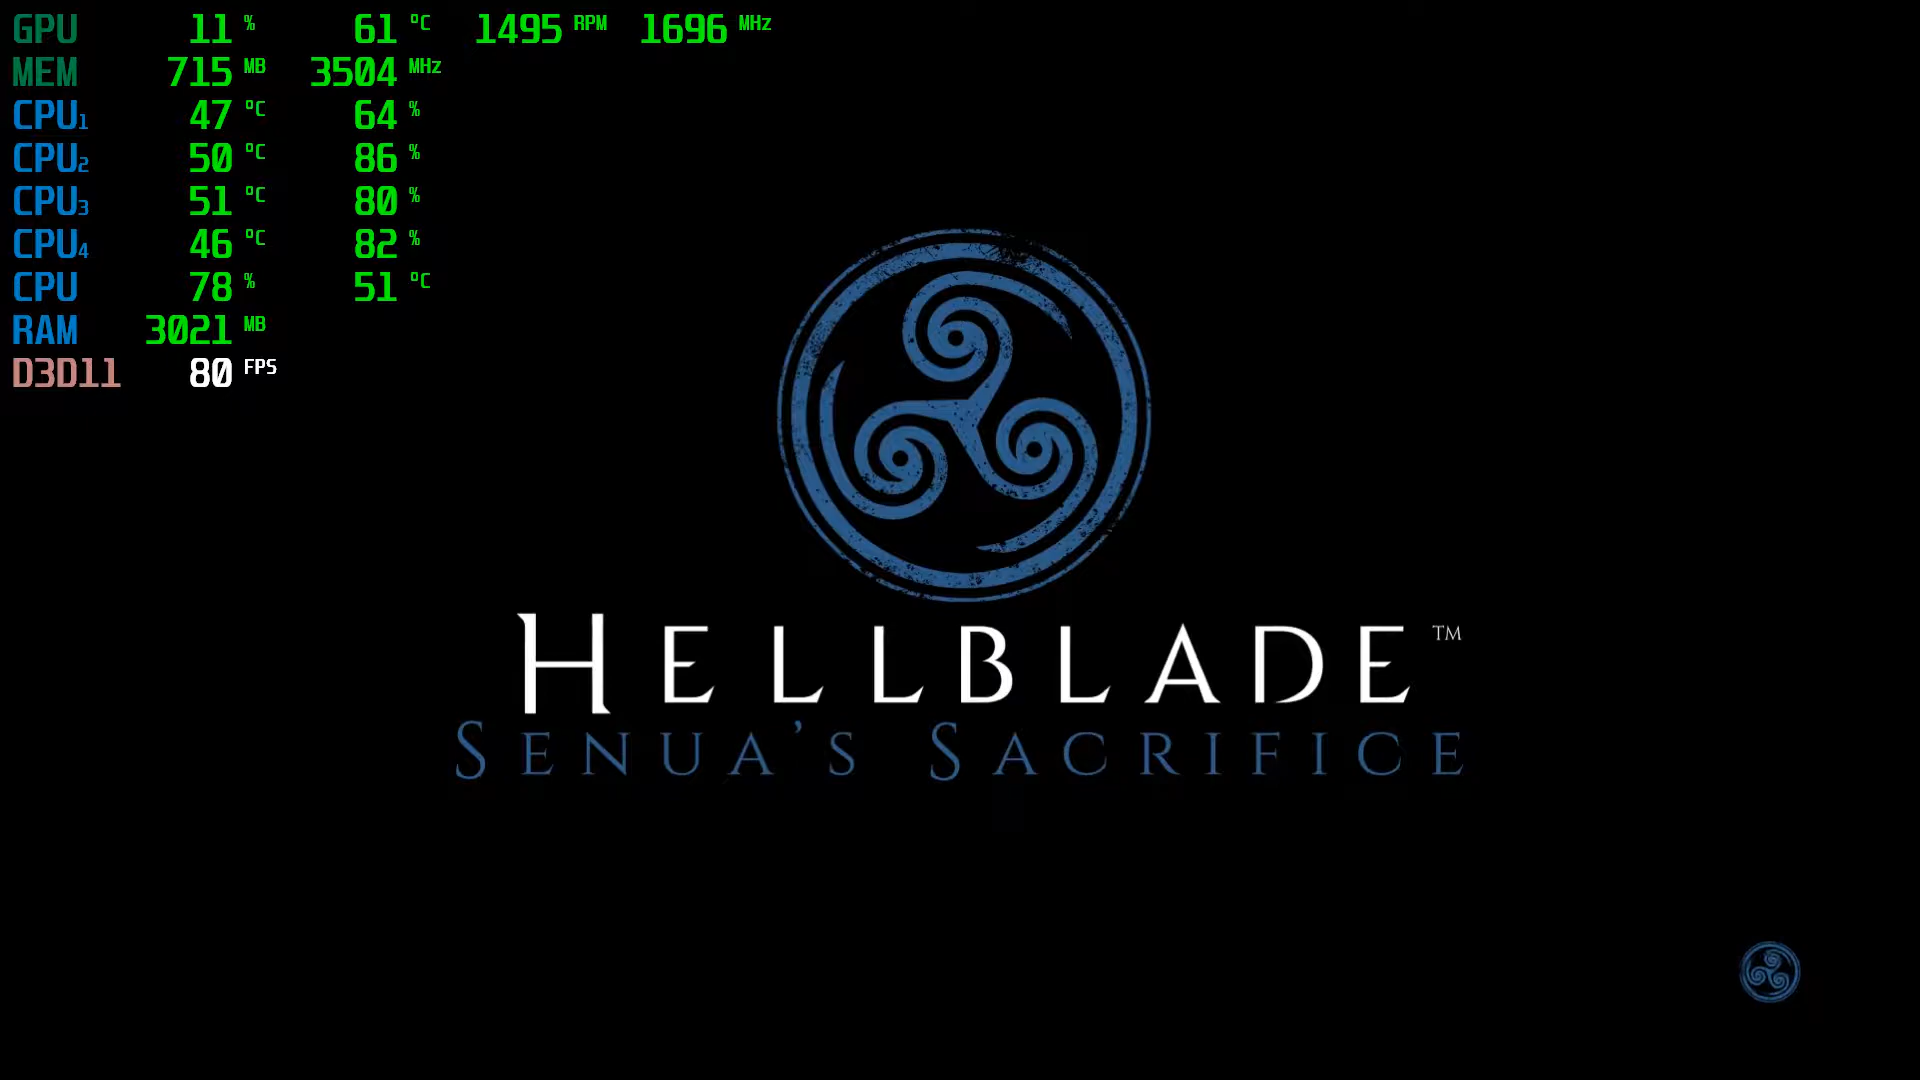 GPU 11 % 61 °C 1495 RPM 1696 MHz
MEM 715 MB 3504 MHz
CPU1 47 °C 64 %
CPU2 50 °C 86 %
CPU3 51 °C 80 %
CPU4 46 °C 82 %
CPU 78 % 51 °C
RAM 3021 MB
D3D11 80 FPS
HELLBLADE™
SENUA'S SACRIFICE